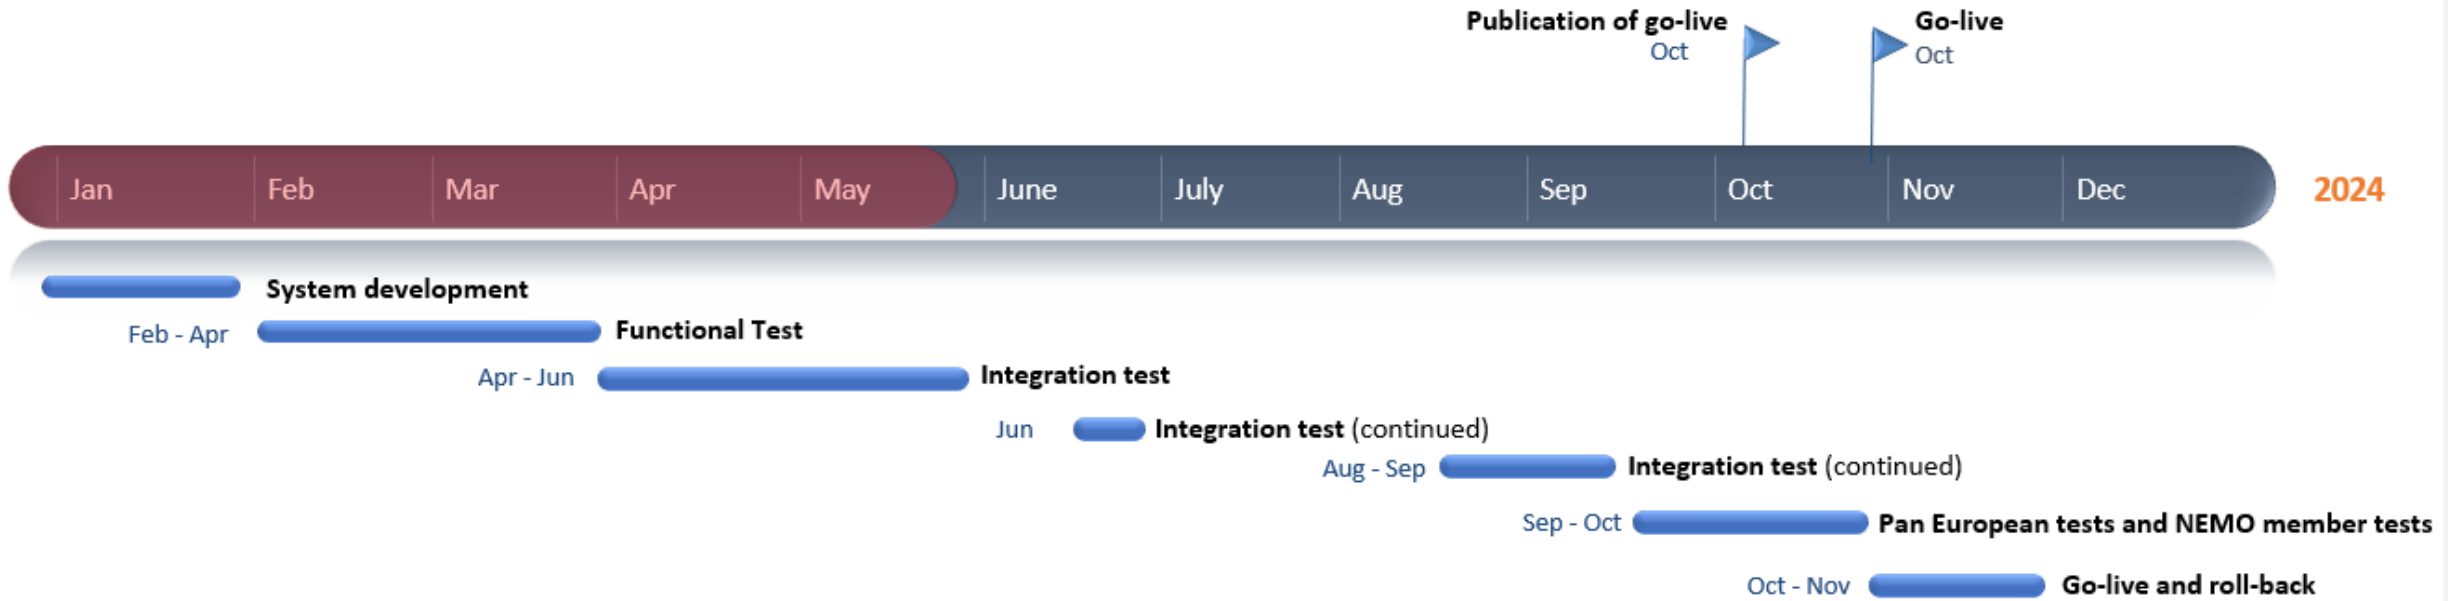 Publication of go-live
Oct
Go-live
Oct
Jan Feb Mar Apr May June July Aug Sep Oct Nov Dec 2024
System development
Feb - Apr Functional Test
Apr - Jun Integration test
Jun Integration test (continued)
Aug - Sep Integration test (continued)
Sep - Oct Pan European tests and NEMO member tests
Oct - Nov Go-live and roll-back